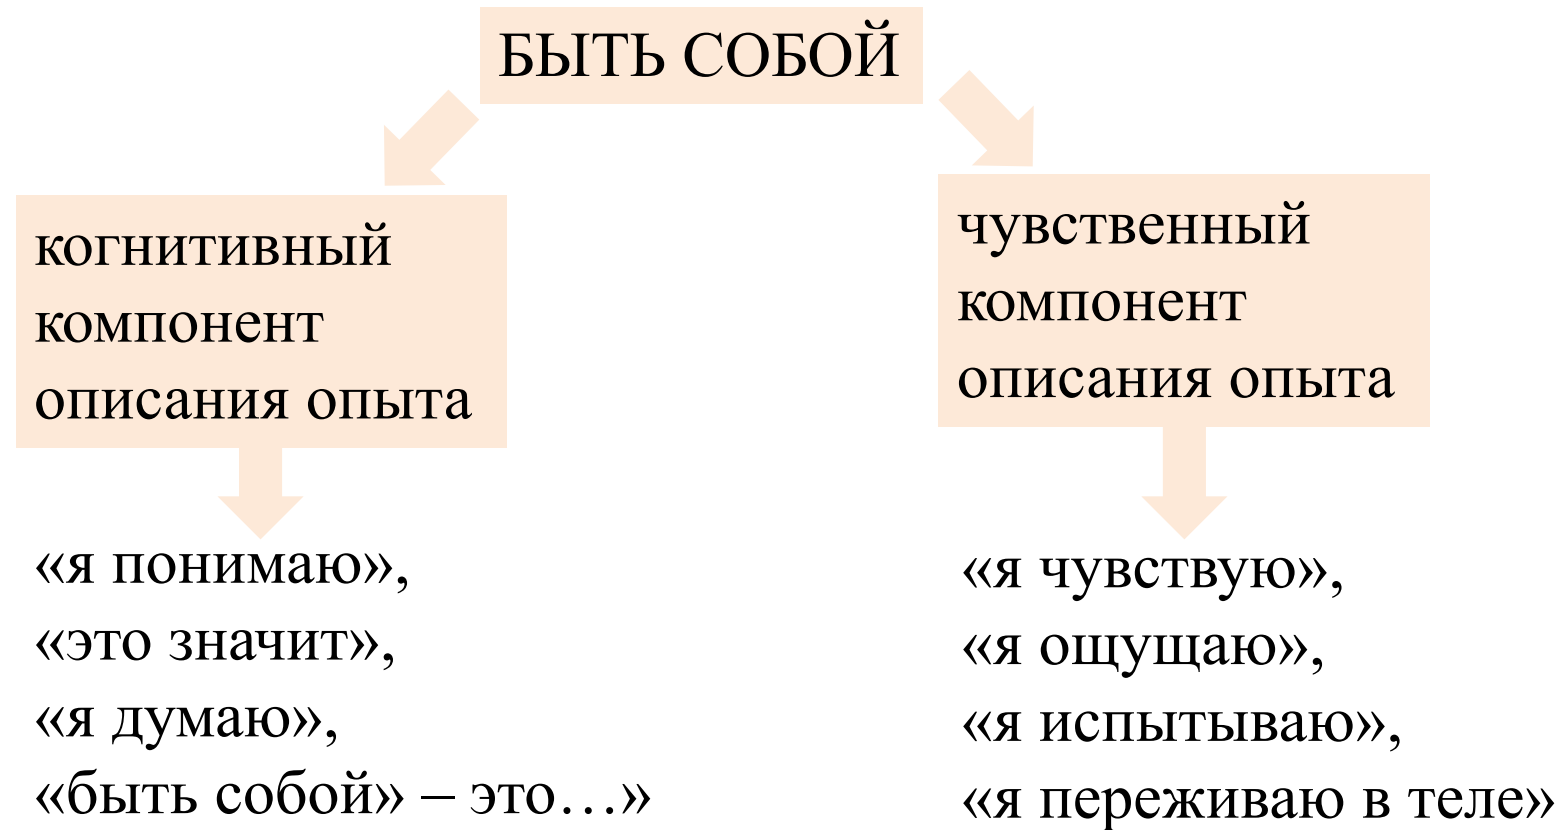 БЫТЬ СОБОЙ
когнитивный
компонент
описания опыта
«я понимаю»,
«это значит»,
«я думаю»,
«быть собой» – это…»
чувственный
компонент
описания опыта
«я чувствую»,
«я ощущаю»,
«я испытываю»,
«я переживаю в теле»